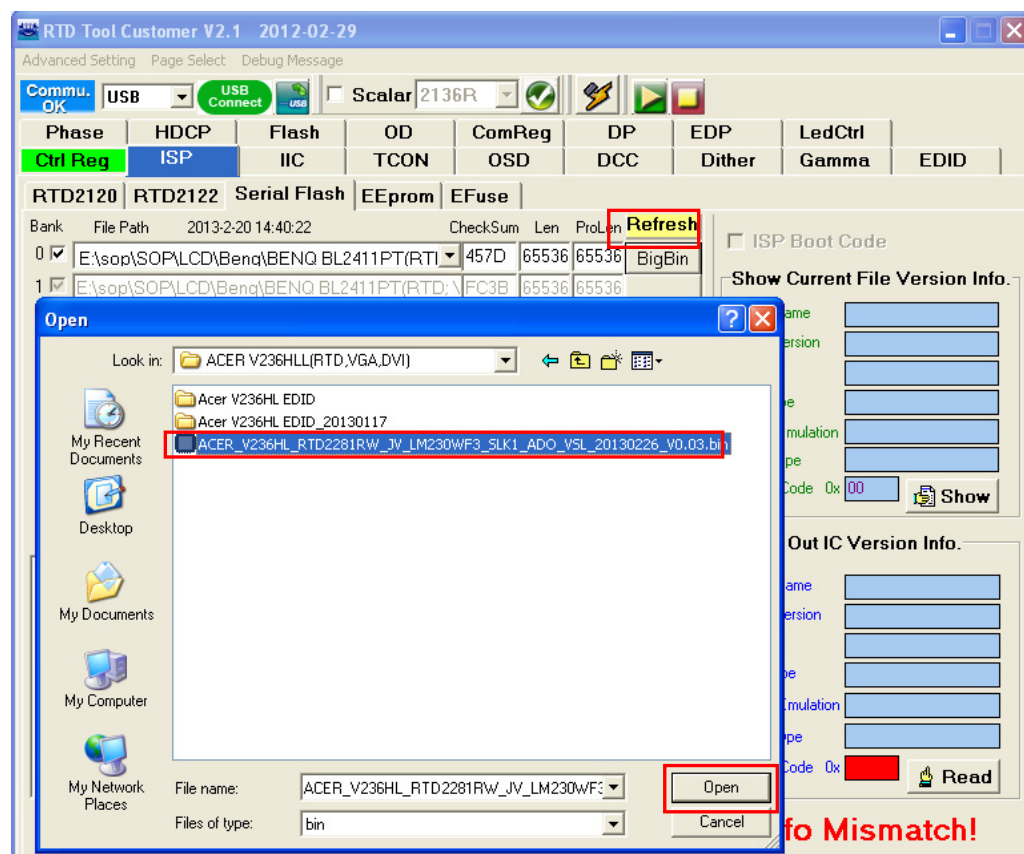 RTD Tool Customer V2.1 2012-02-29
Advanced Setting Page Select Debug Message
Commu. OK USB USB Connect USB Scalar 2136R
Phase HDCP Flash OD ComReg DP EDP LedCtrl
Ctrl Reg ISP IIC TCON OSD DCC Dither Gamma EDID
RTD2120 RTD2122 Serial Flash EEprom EFuse
Bank File Path 2013-2-20 14:40:22 CheckSum Len ProLen Refresh
0 E:\sop\SOP\LCD\Benq\BENQ BL2411PT(RTI 457D 65536 65536 BigBin
1 E:\sop\SOP\LCD\Benq\BENQ BL2411PT(RTD; \ FC3B 65536 65536
ISP Boot Code
Show Current File Version Info.
ame
ersion
e
mulation
pe
Code 0x 00 Show
Out IC Version Info.
ame
ersion
pe
Emulation
ype
Code 0x Read
fo Mismatch!
Open
Look in: ACER V236HLL(RTD,VGA,DVI)
Acer V236HL EDID
Acer V236HL EDID_20130117
ACER_V236HL_RTD2281RW_JV_LM230WF3_SLK1_ADO_VSL_20130226_V0.03.bin
My Recent
Documents
Desktop
My Documents
My Computer
My Network
Places
File name: ACER_V236HL_RTD2281RW_JV_LM230WF3 Open
Files of type: bin Cancel